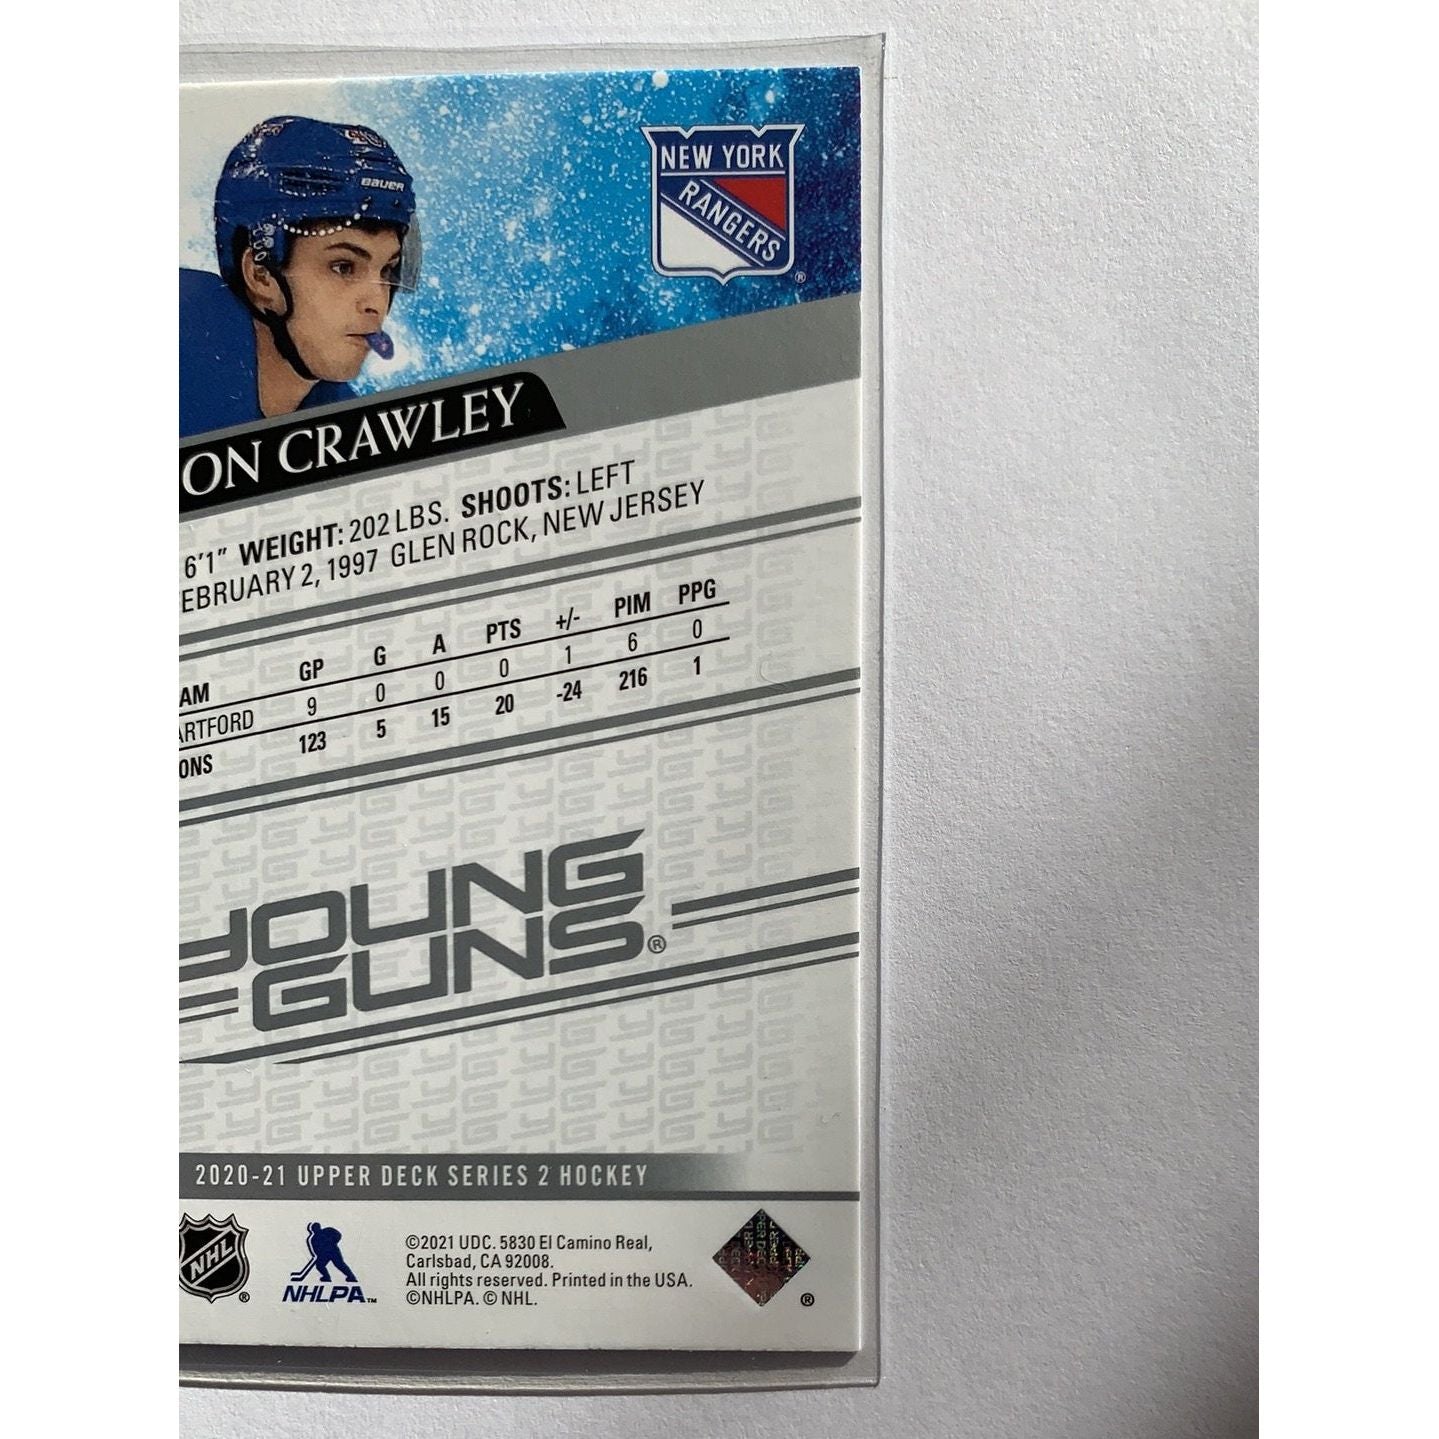 BAUER
NEW YORK
RANGERS
®
ON CRAWLEY
6'1" WEIGHT: 202 LBS. SHOOTS: LEFT
EBRUARY 2, 1997 GLEN ROCK, NEW JERSEY
AM GP G A PTS +/- PIM PPG
ARTFORD 9 0 0 0 1 6 0
ONS 123 5 15 20 -24 216 1
YOUNG
GUNS®
2020-21 UPPER DECK SERIES 2 HOCKEY
NHL ®
NHLPA™
©2021 UDC. 5830 El Camino Real,
Carlsbad, CA 92008.
All rights reserved. Printed in the USA.
©NHLPA. © NHL.
®